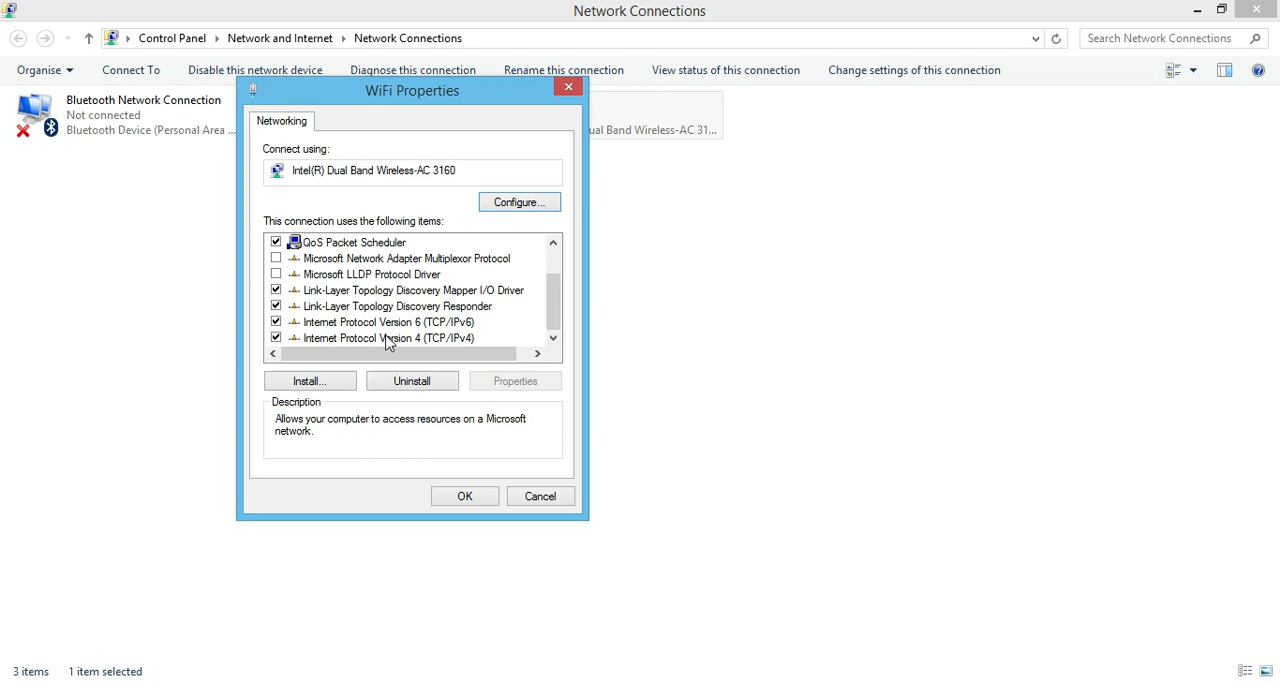 Network Connections
Control Panel Network and Internet Network Connections
Search Network Connections
Organise Connect To Disable this network device Diagnose this connection Rename this connection View status of this connection Change settings of this connection
Bluetooth Network Connection
Not connected
Bluetooth Device (Personal Area ...
ual Band Wireless-AC 31...
WiFi Properties
Networking
Connect using:
Intel(R) Dual Band Wireless-AC 3160
Configure...
This connection uses the following items:
QoS Packet Scheduler
Microsoft Network Adapter Multiplexor Protocol
Microsoft LLDP Protocol Driver
Link-Layer Topology Discovery Mapper I/O Driver
Link-Layer Topology Discovery Responder
Internet Protocol Version 6 (TCP/IPv6)
Internet Protocol Version 4 (TCP/IPv4)
Install... Uninstall Properties
Description
Allows your computer to access resources on a Microsoft
network.
OK Cancel
3 items 1 item selected